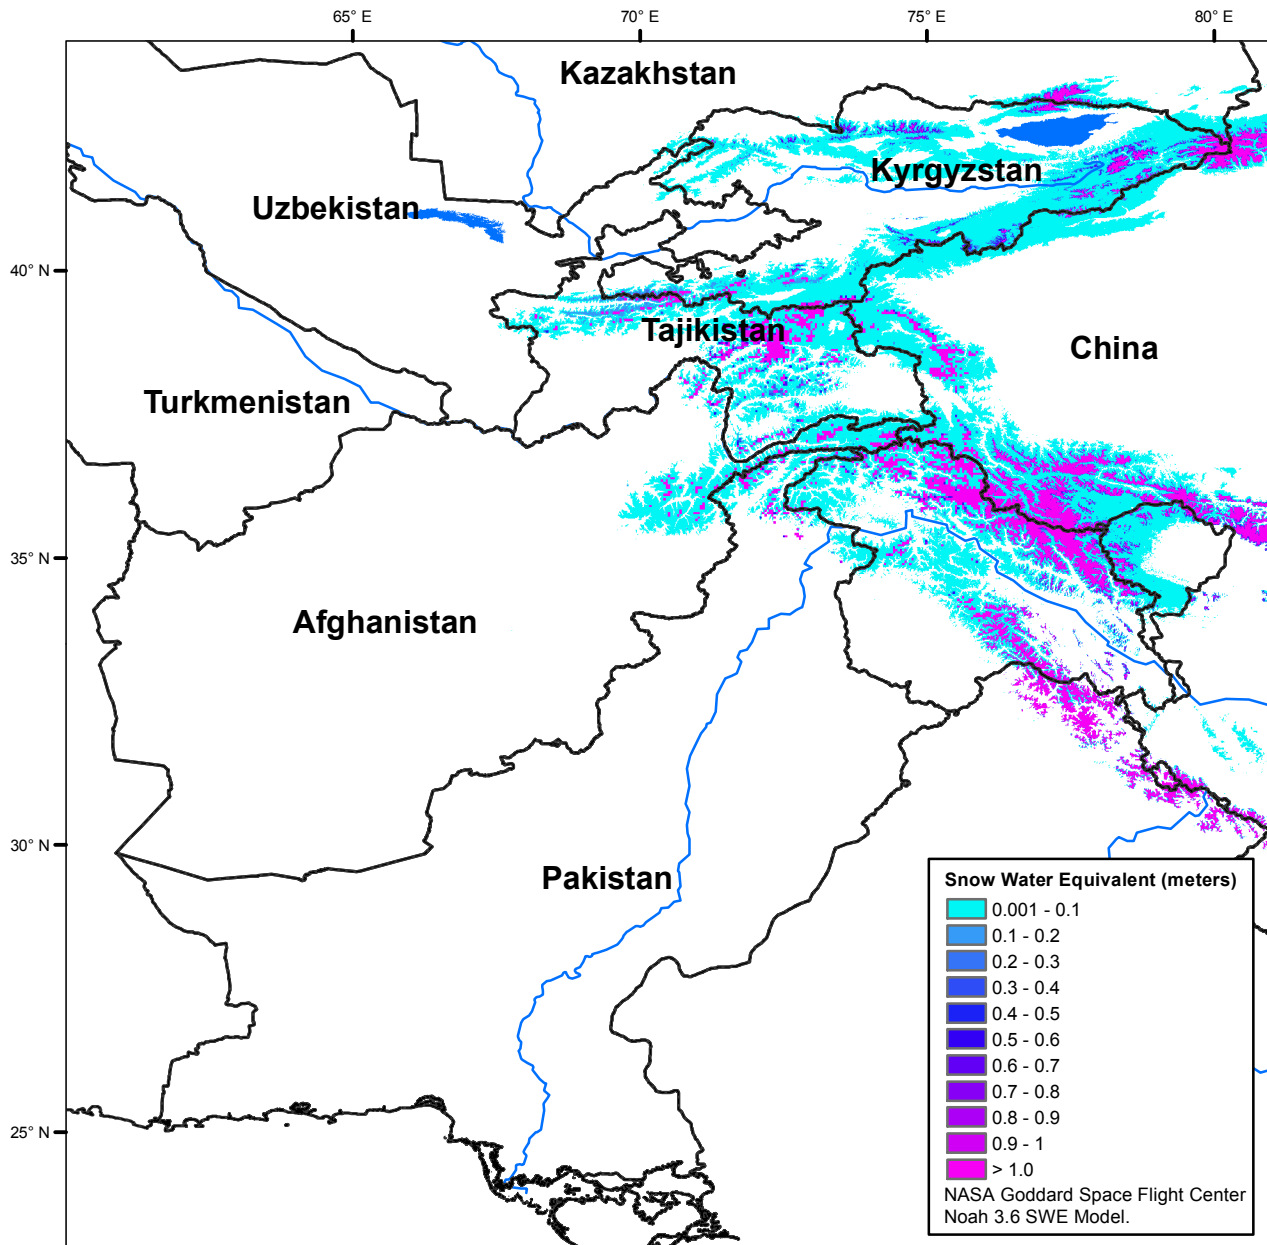 65° E
70° E
75° E
80° E
Kazakhstan
Kyrgyzstan
Uzbekistan
40° N
Tajikistan
China
Turkmenistan
35° N
Afghanistan
30° N
Pakistan
25° N
Snow Water Equivalent (meters)
0.001 - 0.1
0.1 - 0.2
0.2 - 0.3
0.3 - 0.4
0.4 - 0.5
0.5 - 0.6
0.6 - 0.7
0.7 - 0.8
0.8 - 0.9
0.9 - 1
> 1.0
NASA Goddard Space Flight Center
Noah 3.6 SWE Model.